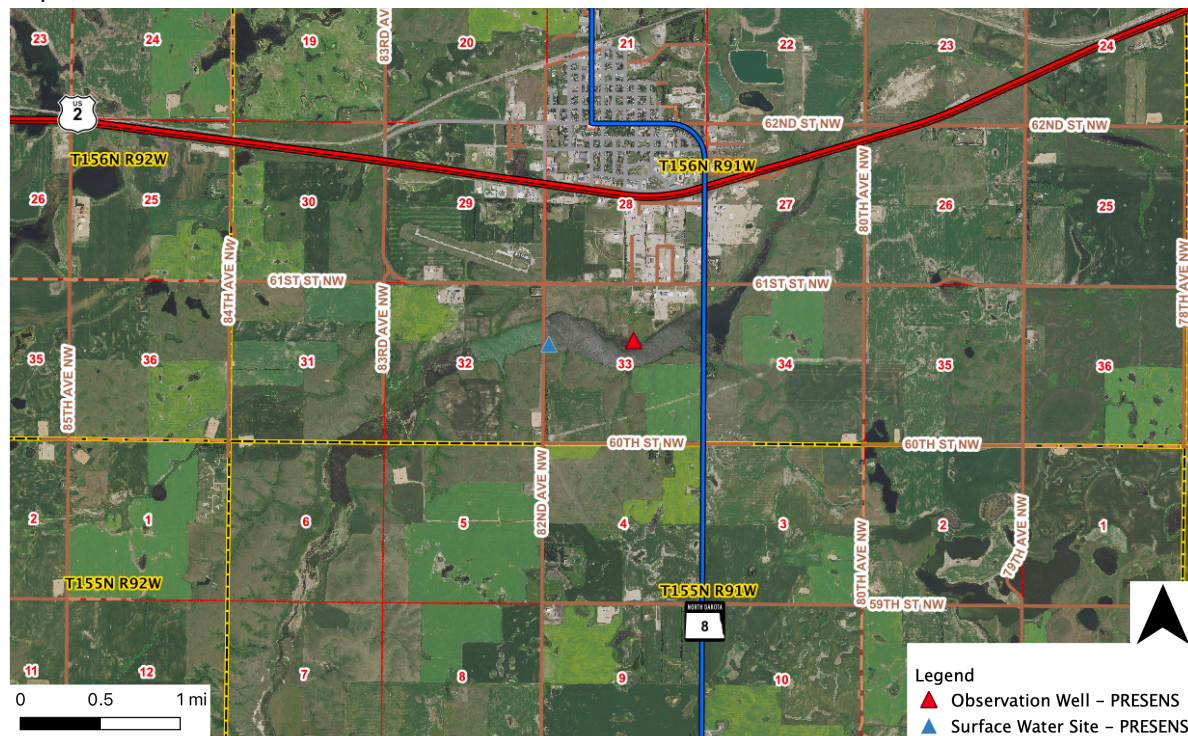 23
24
19
83RD AVE
20
21
22
23
24
US
2
62ND ST NW
62ND ST NW
T156N R92W
T156N R91W
26
25
30
29
28
27
26
25
80TH AVE NW
84TH AVE NW
61ST ST NW
83RD AVE NW
61ST ST NW
78TH AVE NW
35
36
31
32
33
34
35
36
85TH AVE NW
60TH ST NW
60TH ST NW
82ND AVE NW
2
1
6
5
4
3
2
1
80TH AVE NW
79TH AVE NW
T155N R92W
T155N R91W
59TH ST NW
NORTH DAKOTA
8
11
12
7
8
9
10
0 0.5 1 mi
Legend
Observation Well – PRESENS
Surface Water Site – PRESENS